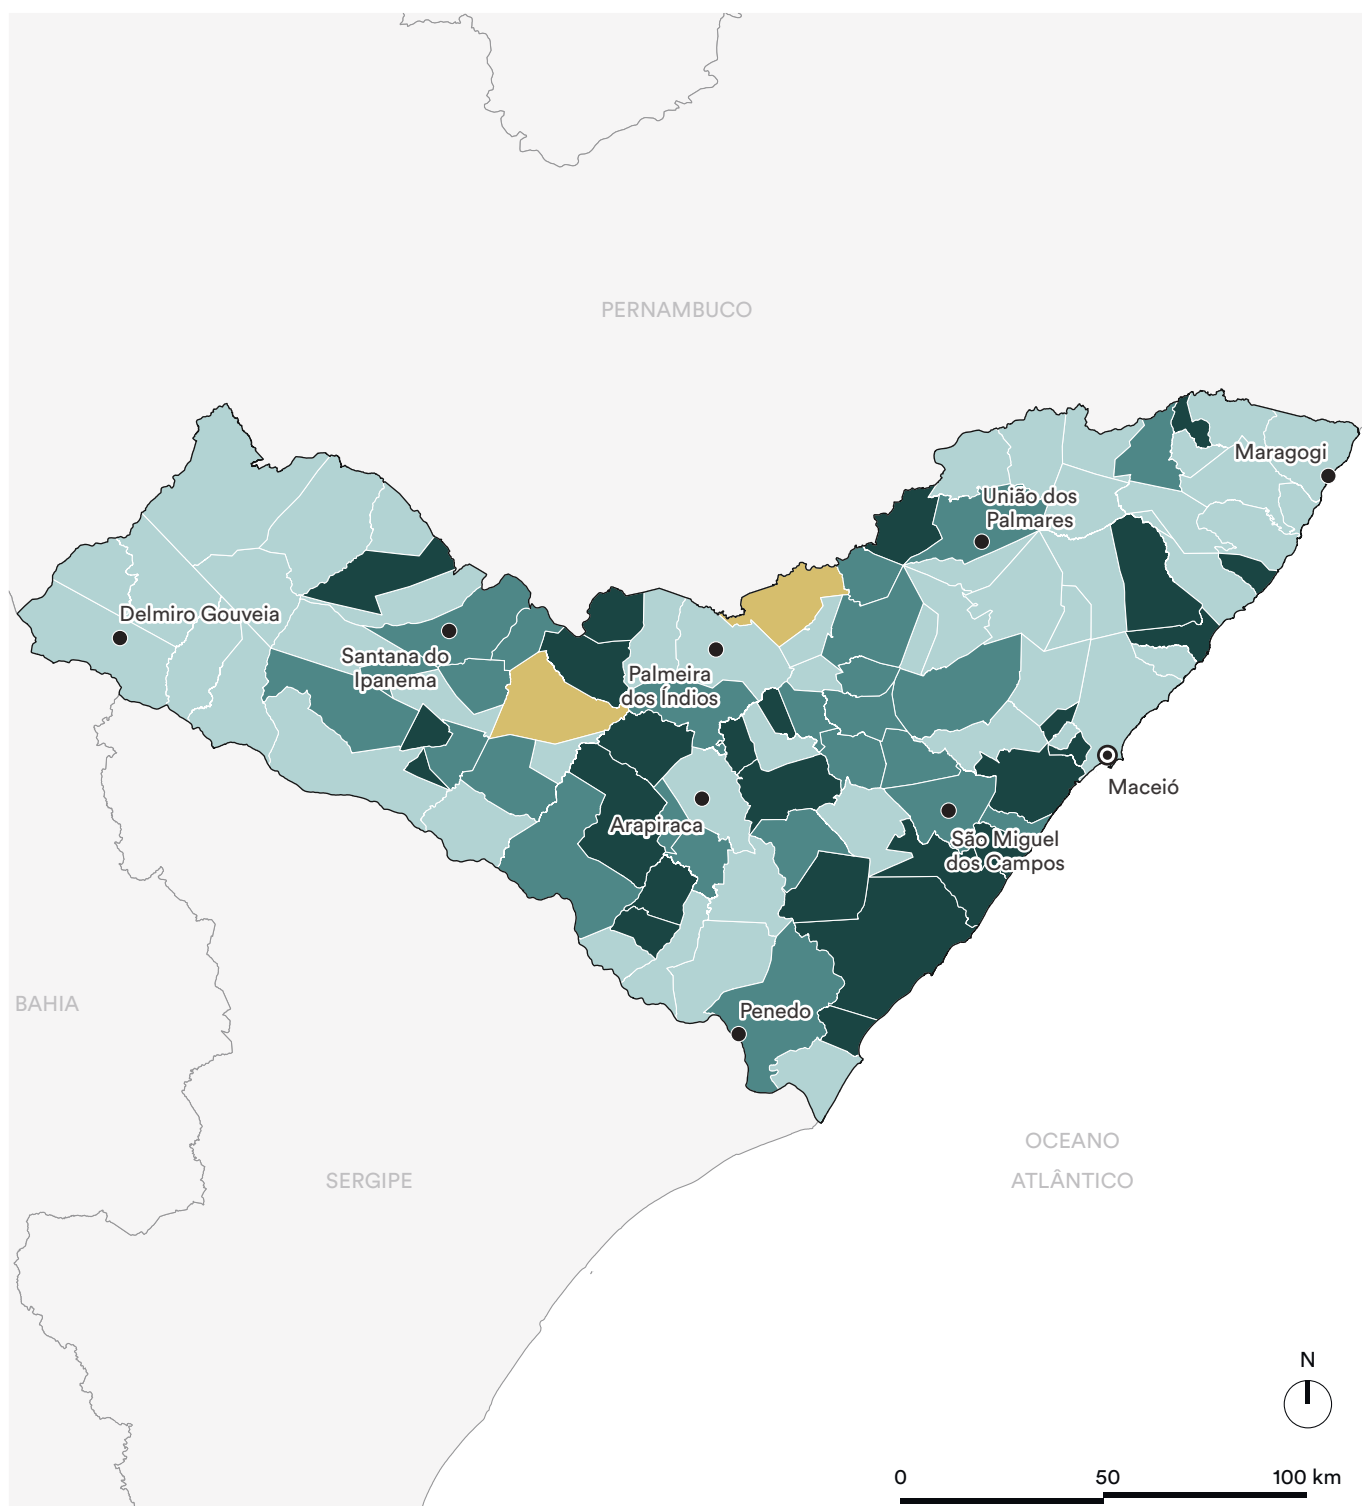 PERNAMBUCO
Maragogi
União dos
Palmares
Delmiro Gouveia
Santana do
Ipanema
Palmeira
dos Índios
Maceió
Arapiraca
São Miguel
dos Campos
BAHIA
Penedo
OCEANO
ATLÂNTICO
SERGIPE
N
0 50 100 km